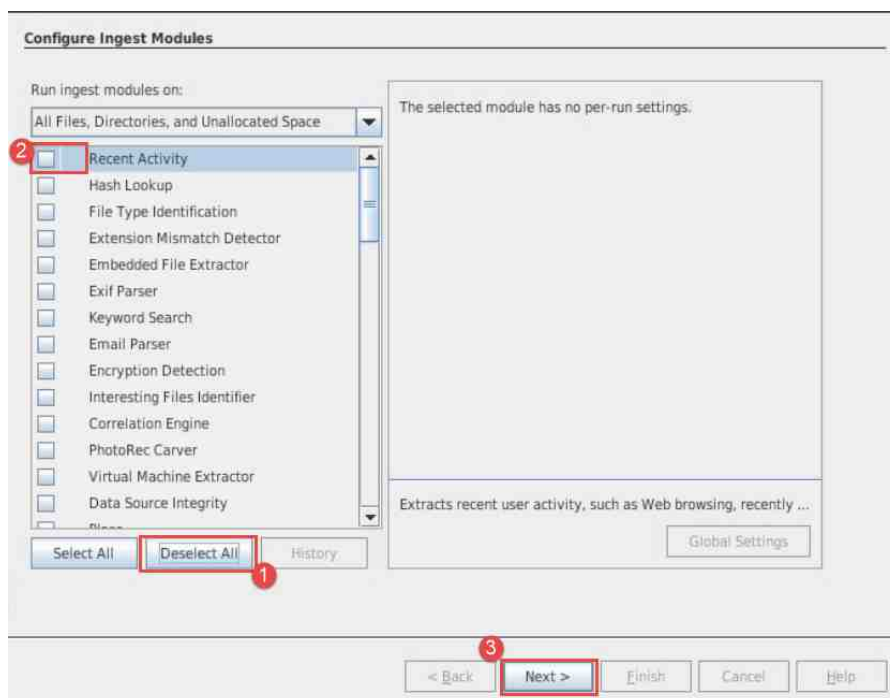 Configure Ingest Modules
Run ingest modules on:
All Files, Directories, and Unallocated Space
2
Recent Activity
Hash Lookup
File Type Identification
Extension Mismatch Detector
Embedded File Extractor
Exif Parser
Keyword Search
Email Parser
Encryption Detection
Interesting Files Identifier
Correlation Engine
PhotoRec Carver
Virtual Machine Extractor
Data Source Integrity
Select All
Deselect All
History
1
The selected module has no per-run settings.
Extracts recent user activity, such as Web browsing, recently ...
Global Settings
3
< Back
Next >
Finish
Cancel
Help